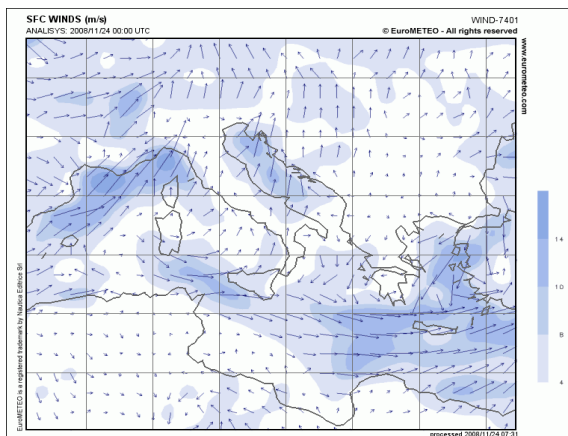 SFC WINDS (m/s)
WIND-7401
ANALISYS: 2008/11/24 00:00 UTC
© EuroMETEO - All rights reserved
www.eurometeo.com
14
10
6
4
EuroMETEO is a registered trademark by Nautica Editrice Srl
processed 2008/11/24 07:31